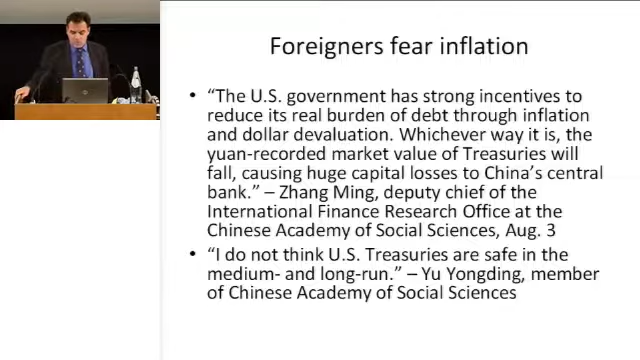 Foreigners fear inflation
• “The U.S. government has strong incentives to
reduce its real burden of debt through inflation
and dollar devaluation. Whichever way it is, the
yuan-recorded market value of Treasuries will
fall, causing huge capital losses to China’s central
bank.” – Zhang Ming, deputy chief of the
International Finance Research Office at the
Chinese Academy of Social Sciences, Aug. 3
• “I do not think U.S. Treasuries are safe in the
medium- and long-run.” – Yu Yongding, member
of Chinese Academy of Social Sciences